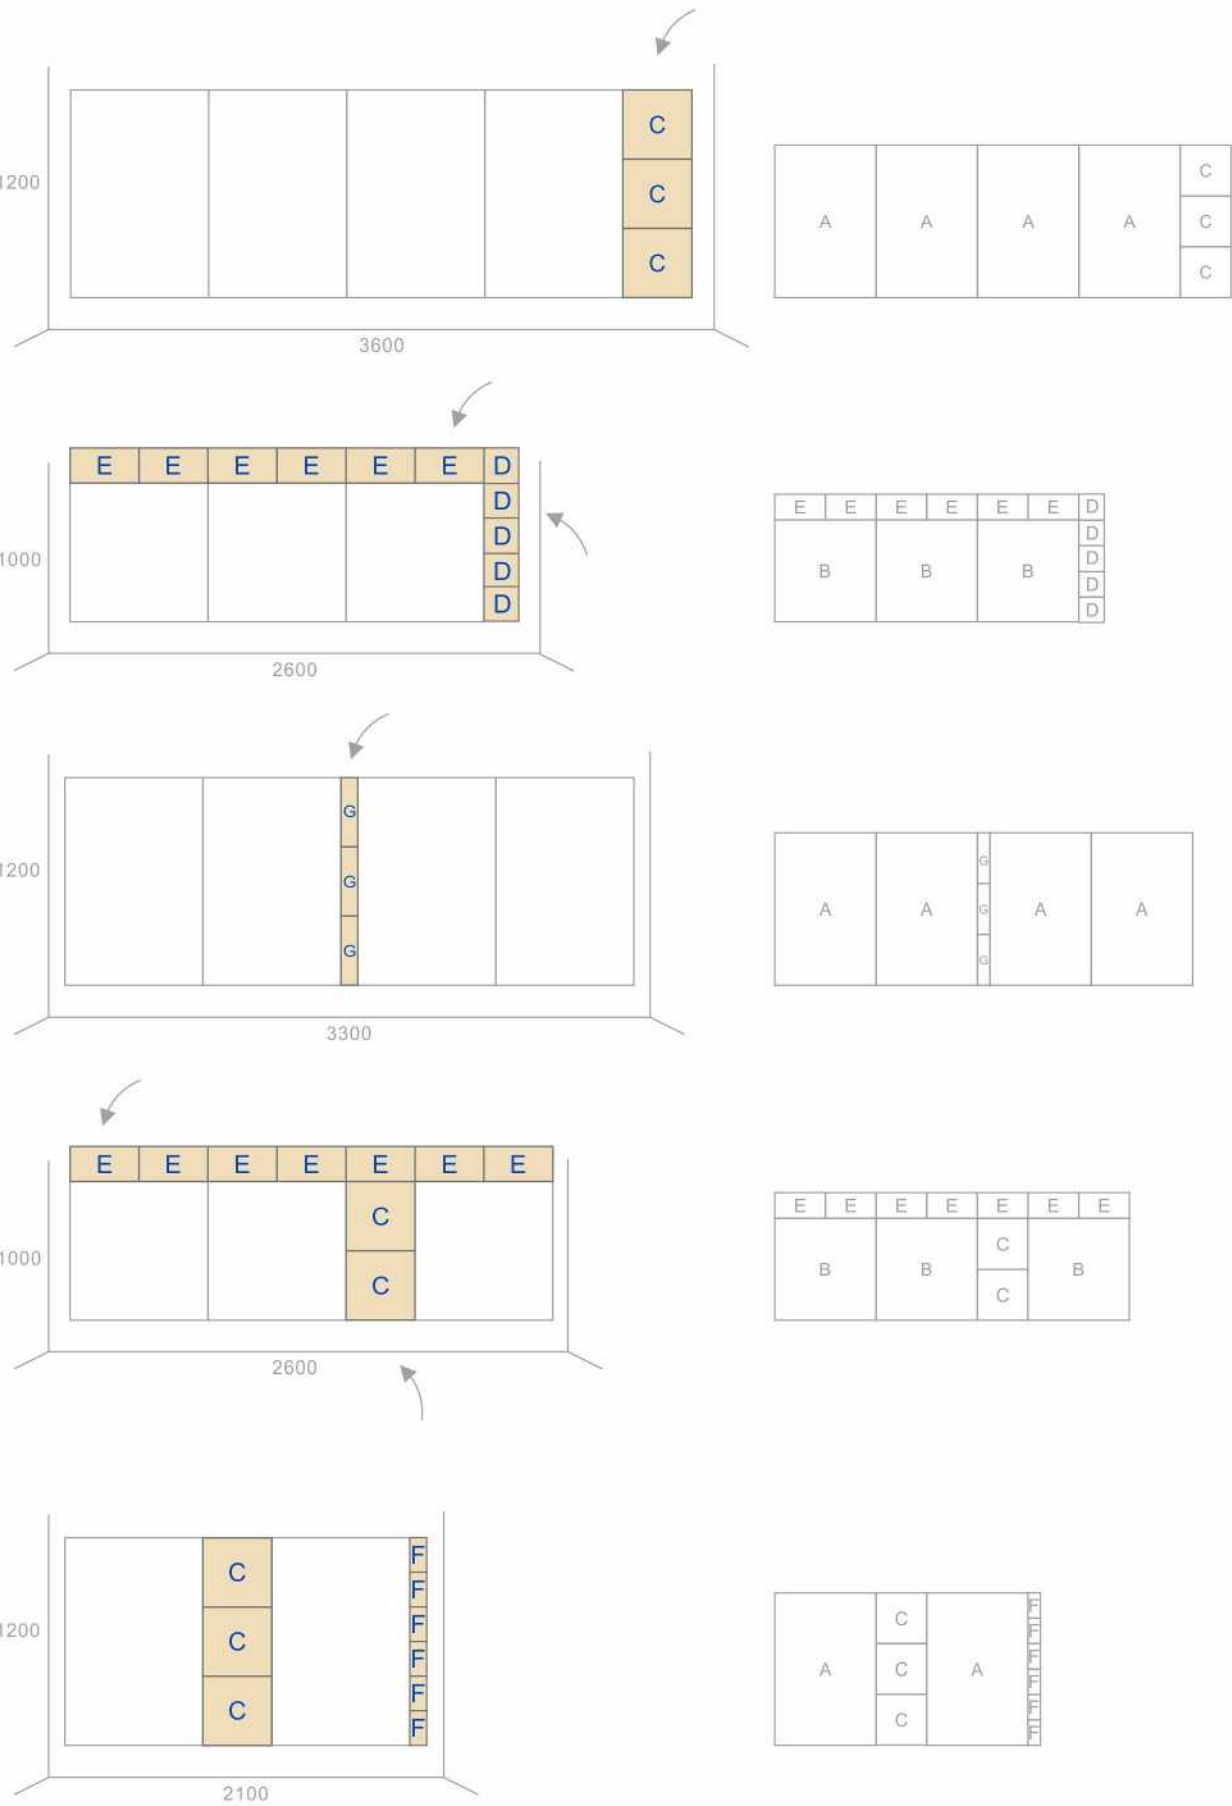 C
1200 C C
C A A A A C
C
3600
E E E E E E D
D
1000 D
D
D
E E E E E E D
B B B D
D
D
D
2600
G
1200 G
G
G
A A G A A
G
3300
E E E E E E E
C
1000
C
E E E E E E E
B B C B
C
2600
C F
F
1200 C F
F
C F
F
C F
F
A C A F
F
C F
F
2100